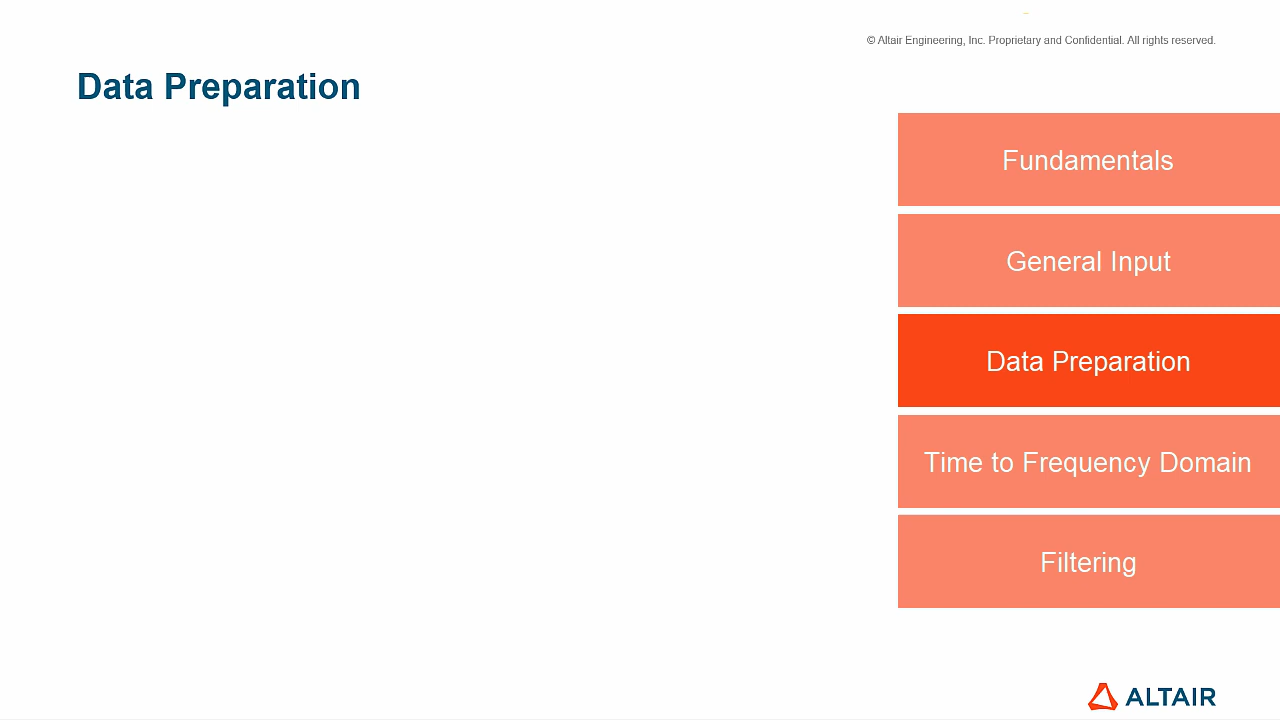 © Altair Engineering, Inc. Proprietary and Confidential. All rights reserved.
Data Preparation
Fundamentals
General Input
Data Preparation
Time to Frequency Domain
Filtering
ALTAIR